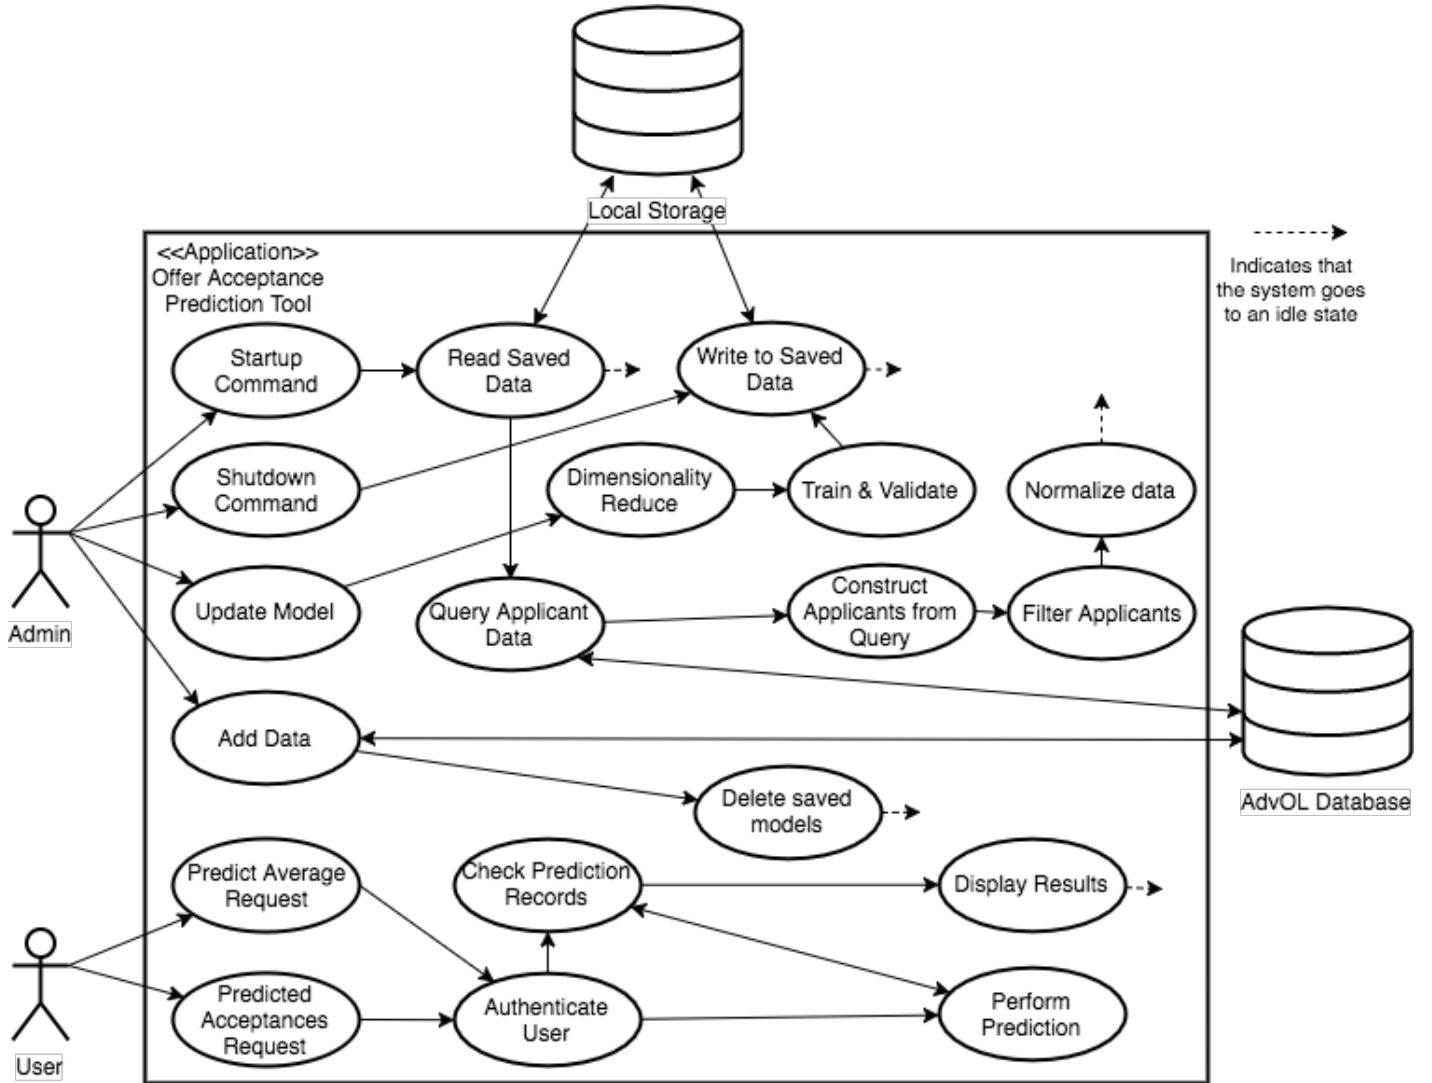 Local Storage
<<Application>>
Offer Acceptance
Prediction Tool
Indicates that
the system goes
to an idle state
Startup
Command
Read Saved
Data
Write to Saved
Data
Shutdown
Command
Dimensionality
Reduce
Train & Validate
Normalize data
Admin
Update Model
Query Applicant
Data
Construct
Applicants from
Query
Filter Applicants
Add Data
AdvOL Database
Delete saved
models
Predict Average
Request
Check Prediction
Records
Display Results
User
Predicted
Acceptances
Request
Authenticate
User
Perform
Prediction